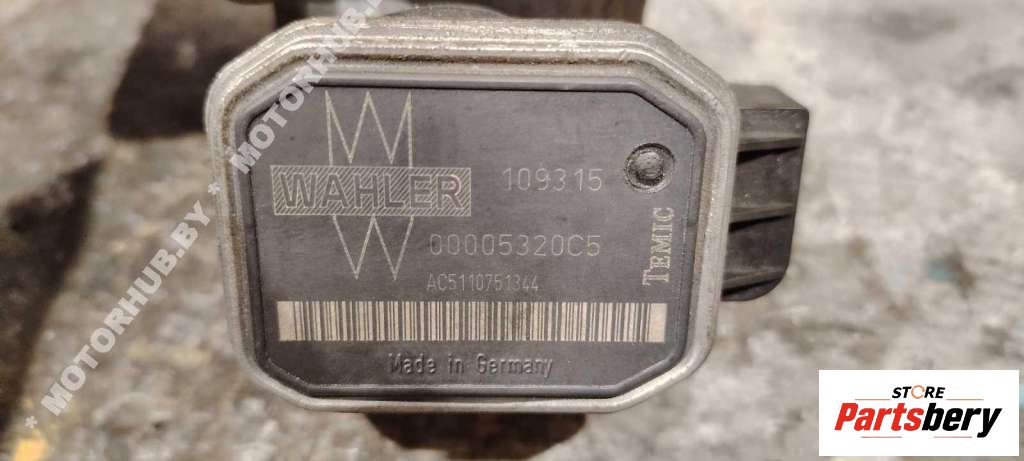 WAHLER
109315
00005320C5
AC5110751344
TEMIC
Made in Germany
* MOTORHUB.BY * MOTORHUB.BY
STORE
Partsbery